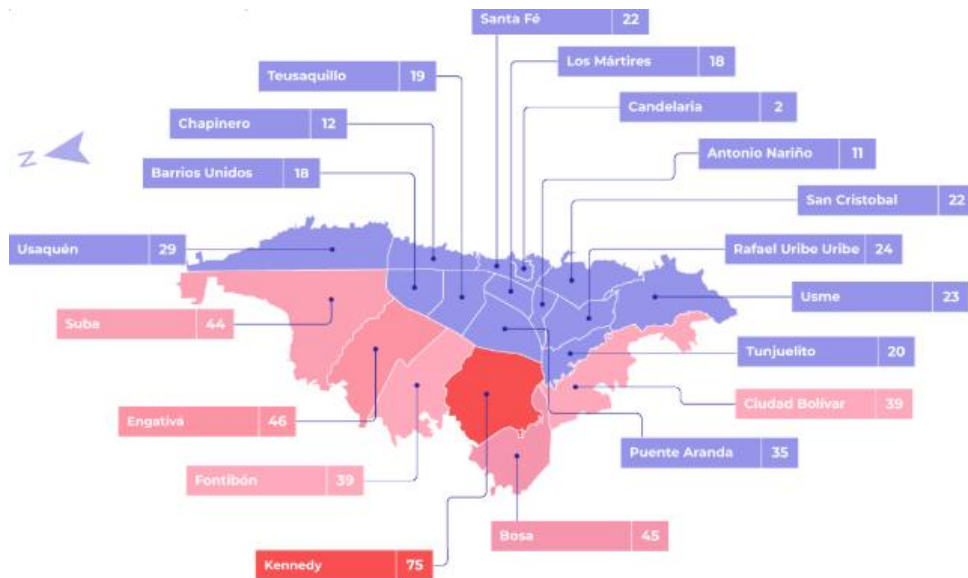 Santa Fé 22
Los Mártires 18
Teusaquillo 19
Candelaria 2
Chapinero 12
Antonio Nariño 11
Barrios Unidos 18
San Cristobal 22
Usaquén 29
Rafael Uribe Uribe 24
Usme 23
Suba 44
Tunjuelito 20
Ciudad Bolívar 39
Engativá 46
Puente Aranda 35
Fontibón 39
Bosa 45
Kennedy 75
N